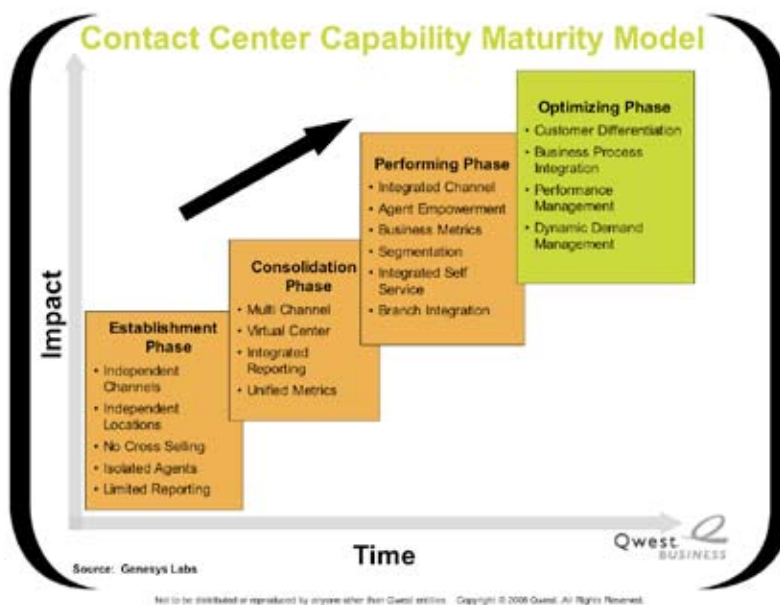 Contact Center Capability Maturity Model
Optimizing Phase
• Customer Differentiation
• Business Process
Integration
• Performance
Management
• Dynamic Demand
Management
Performing Phase
• Integrated Channel
• Agent Empowerment
• Business Metrics
• Segmentation
• Integrated Self
Service
• Branch Integration
Consolidation
Phase
• Multi Channel
• Virtual Center
• Integrated
Reporting
• Unified Metrics
Establishment
Phase
• Independent
Channels
• Independent
Locations
• No Cross Selling
• Isolated Agents
• Limited Reporting
Impact
Time
Qwest
BUSINESS
Source: Genesys Labs
Not to be distributed or reproduced by anyone other than Qwest entities. Copyright © 2008 Qwest. All Rights Reserved.